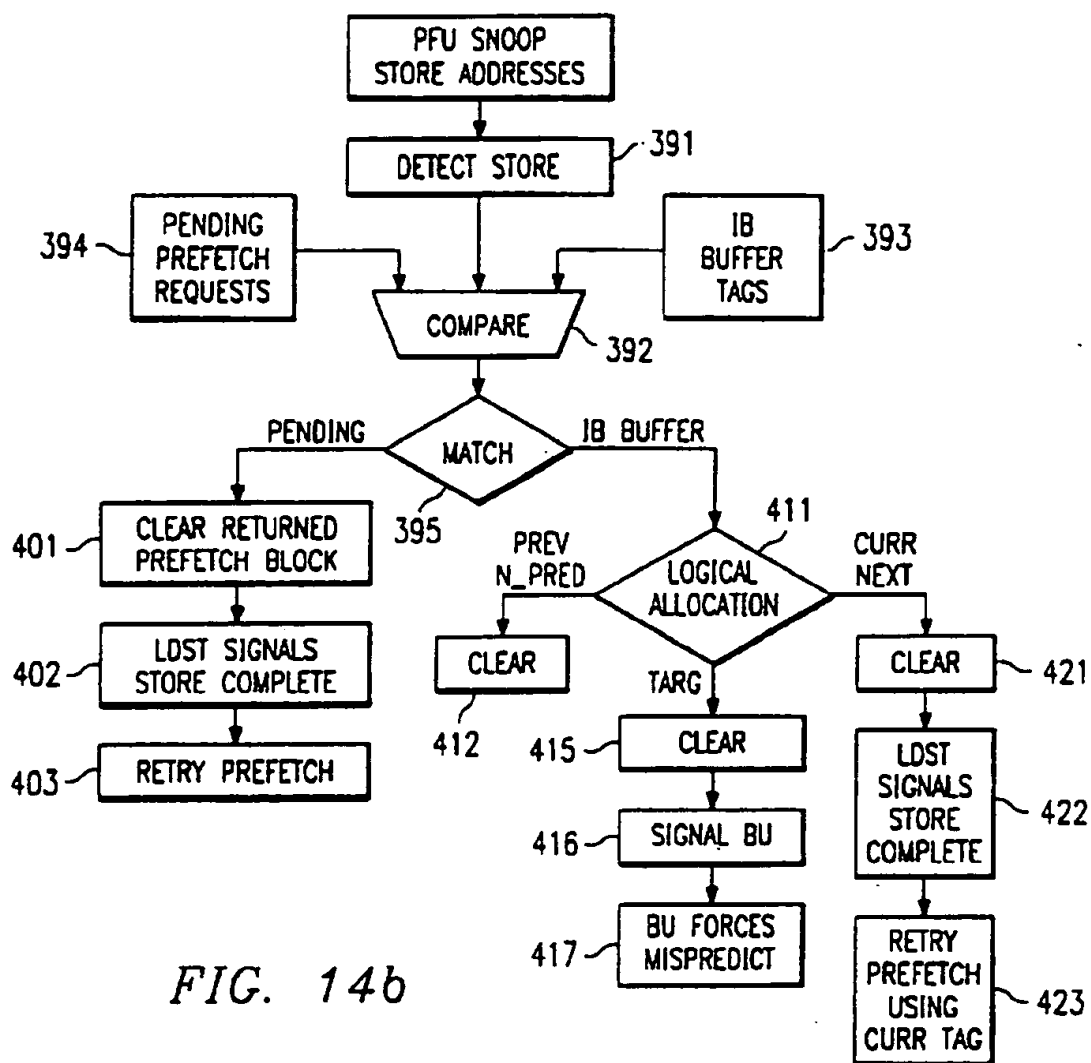 PFU SNOOP
STORE ADDRESSES
391
DETECT STORE
394
PENDING
PREFETCH
REQUESTS
IB
BUFFER
TAGS
393
COMPARE
392
PENDING
MATCH
IB BUFFER
395
401
CLEAR RETURNED
PREFETCH BLOCK
411
PREV
N_PRED
LOGICAL
ALLOCATION
CURR
NEXT
402
LDST SIGNALS
STORE COMPLETE
CLEAR
412
TARG
CLEAR
421
403
RETRY PREFETCH
415
CLEAR
LDST
SIGNALS
STORE
COMPLETE
422
416
SIGNAL BU
417
BU FORCES
MISPREDICT
RETRY
PREFETCH
USING
CURR TAG
423
FIG. 14b